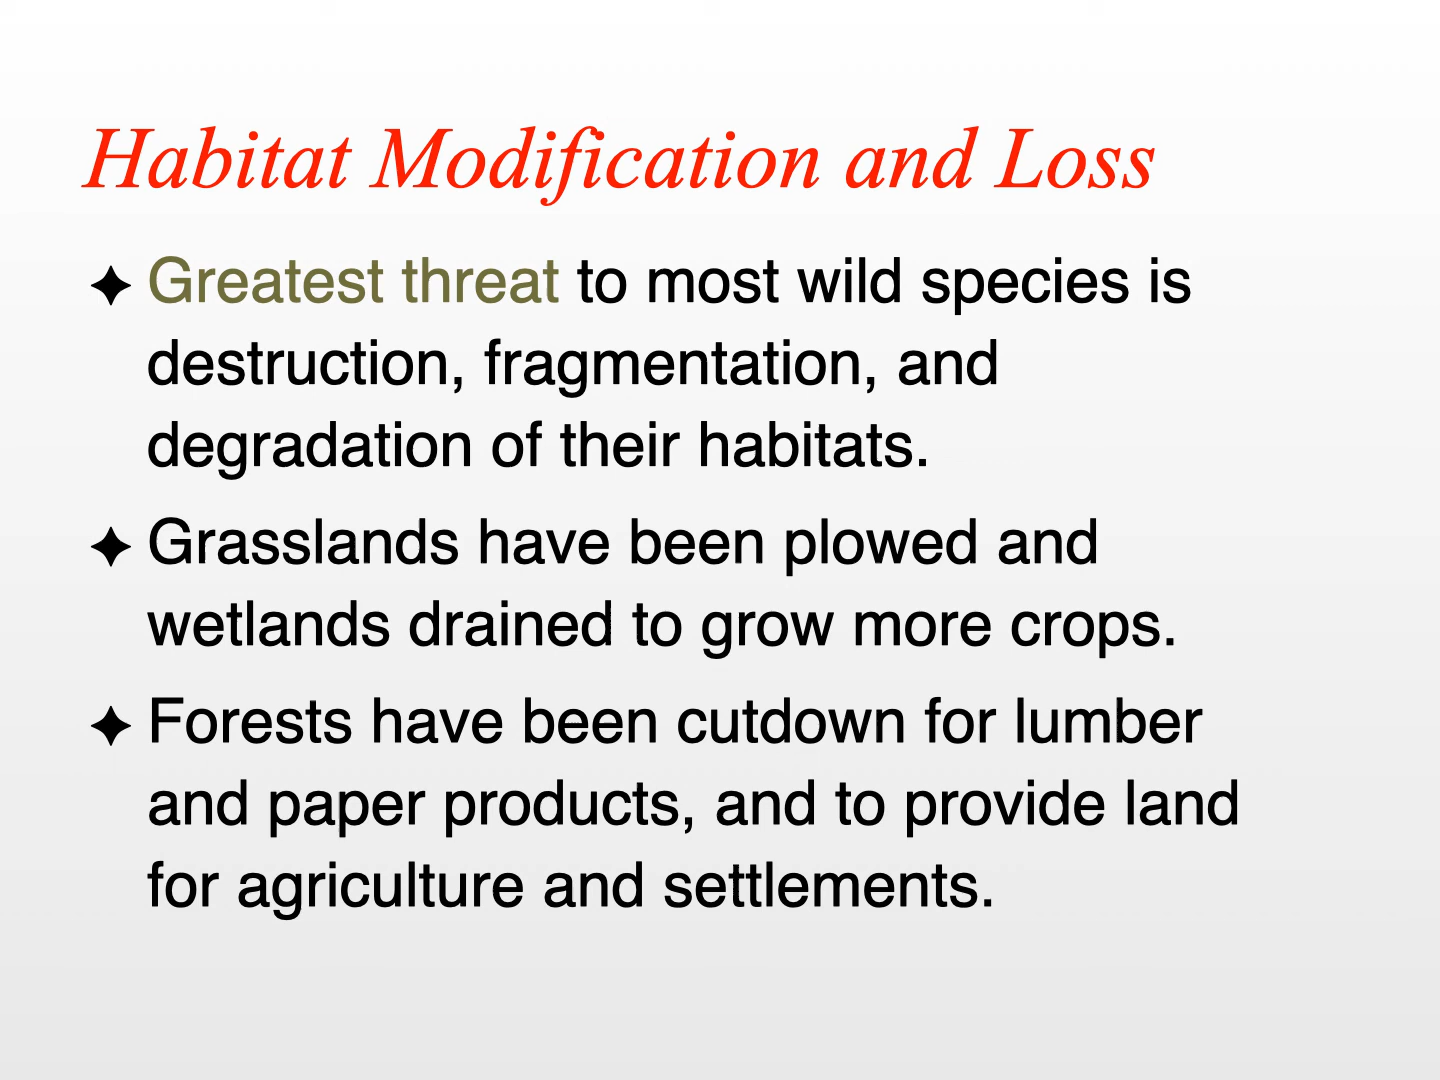 Habitat Modification and Loss
✦ Greatest threat to most wild species is
destruction, fragmentation, and
degradation of their habitats.
✦ Grasslands have been plowed and
wetlands drained to grow more crops.
✦ Forests have been cutdown for lumber
and paper products, and to provide land
for agriculture and settlements.